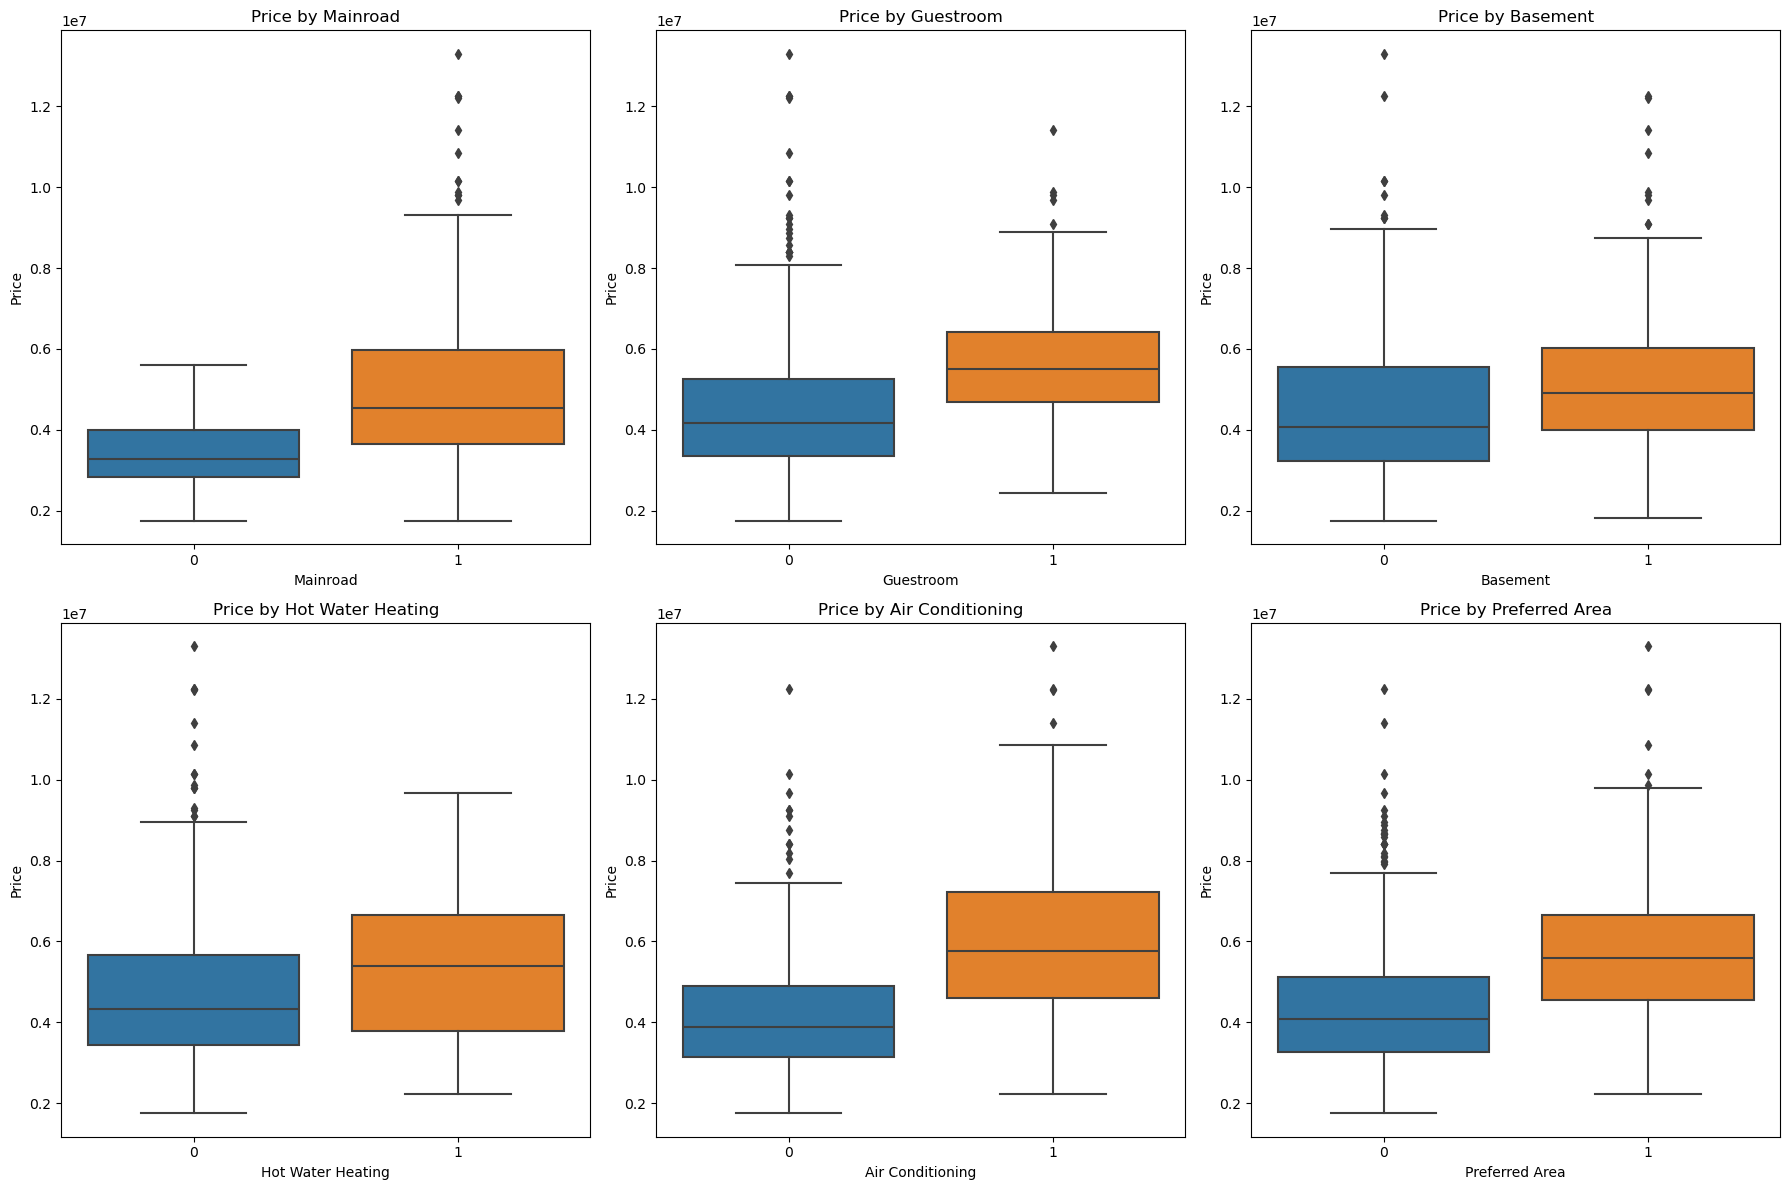 Price by Mainroad
1e7
1.2
1.0
0.8
0.6
0.4
0.2
Price
0 1
Mainroad
Price by Guestroom
1e7
1.2
1.0
0.8
0.6
0.4
0.2
Price
0 1
Guestroom
Price by Basement
1e7
1.2
1.0
0.8
0.6
0.4
0.2
Price
0 1
Basement
Price by Hot Water Heating
1e7
1.2
1.0
0.8
0.6
0.4
0.2
Price
0 1
Hot Water Heating
Price by Air Conditioning
1e7
1.2
1.0
0.8
0.6
0.4
0.2
Price
0 1
Air Conditioning
Price by Preferred Area
1e7
1.2
1.0
0.8
0.6
0.4
0.2
Price
0 1
Preferred Area